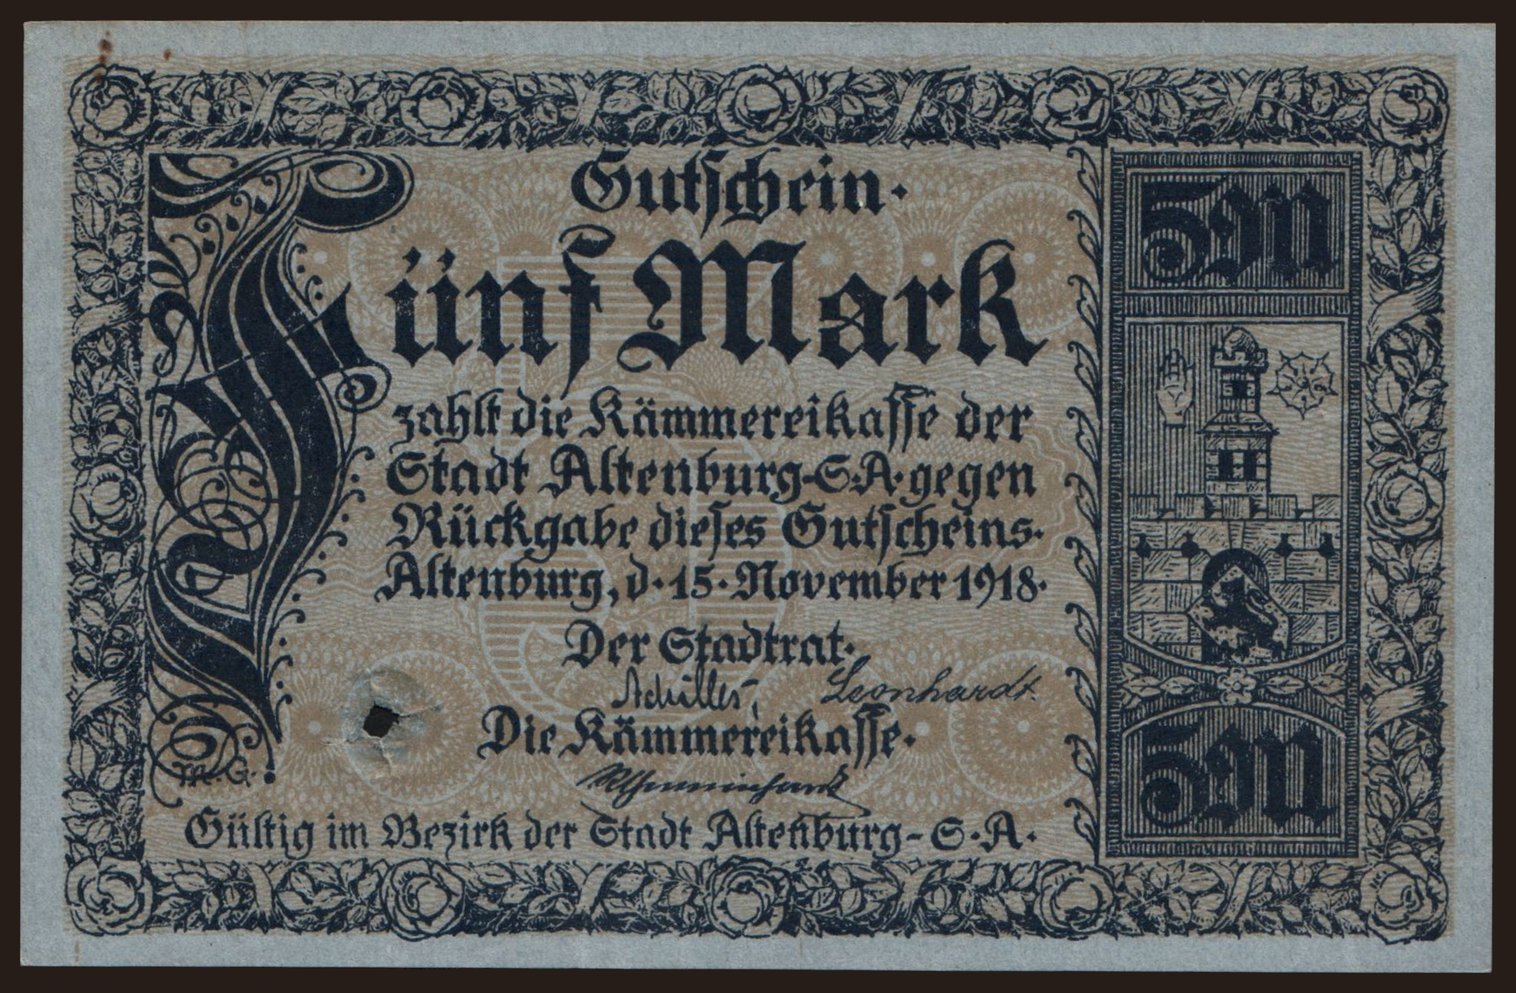 Gutschein.
Fünf Mark
zahlt die Kämmereikasse der
Stadt Altenburg-S.A. gegen
Rückgabe dieses Gutscheins.
Altenburg, d. 15. November 1918.
Der Stadtrat.
Achilles, Leonhardt
Die Kämmereikasse.
M.G.
Gültig im Bezirk der Stadt Altenburg-S.A.
5M
5M